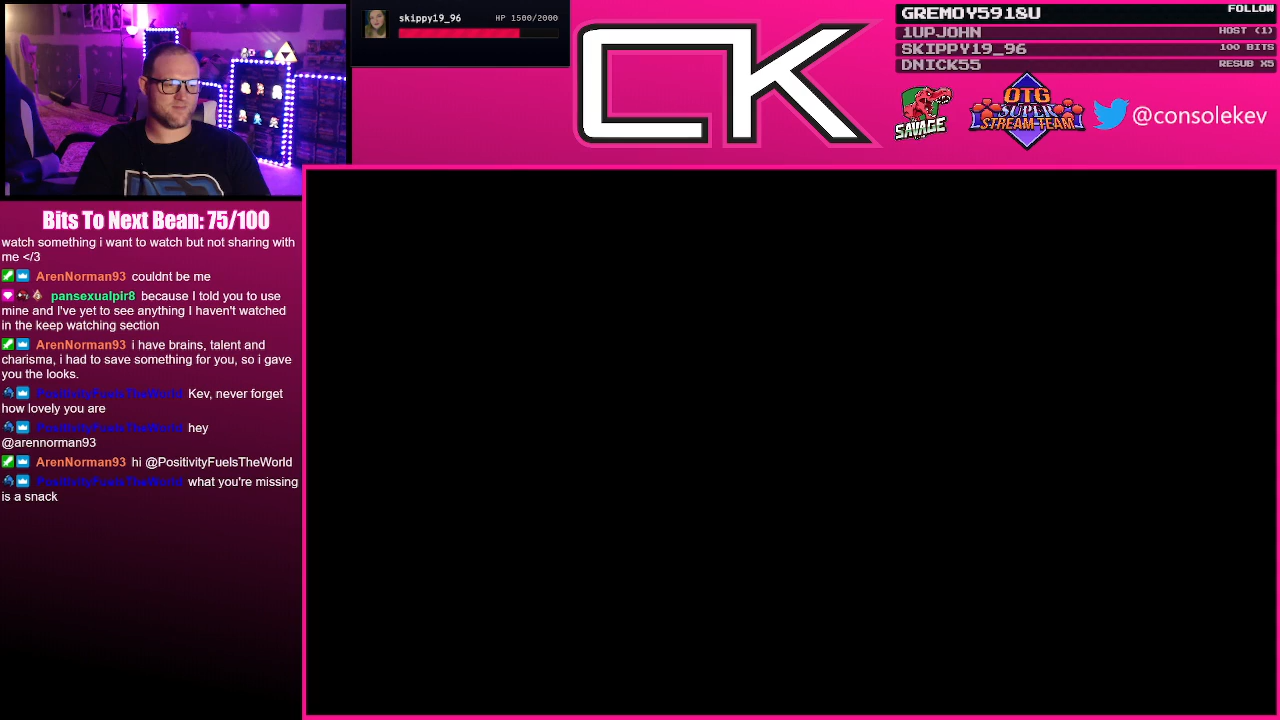 skippy19_96 HP 1500/2000
CK
GREMOY5918U FOLLOW
1UPJOHN HOST (1)
SKIPPY19_96 100 BITS
DNICK55 RESUB X5
SAVAGE
OTG
SUPER
STREAM TEAM
@consolekev
Bits To Next Bean: 75/100
watch something i want to watch but not sharing with
me </3
ArenNorman93 couldnt be me
pansexualpir8 because I told you to use
mine and I've yet to see anything I haven't watched
in the keep watching section
ArenNorman93 i have brains, talent and
charisma, i had to save something for you, so i gave
you the looks.
PositivityFuelsTheWorld Kev, never forget
how lovely you are
PositivityFuelsTheWorld hey
@arennorman93
ArenNorman93 hi @PositivityFuelsTheWorld
PositivityFuelsTheWorld what you're missing
is a snack